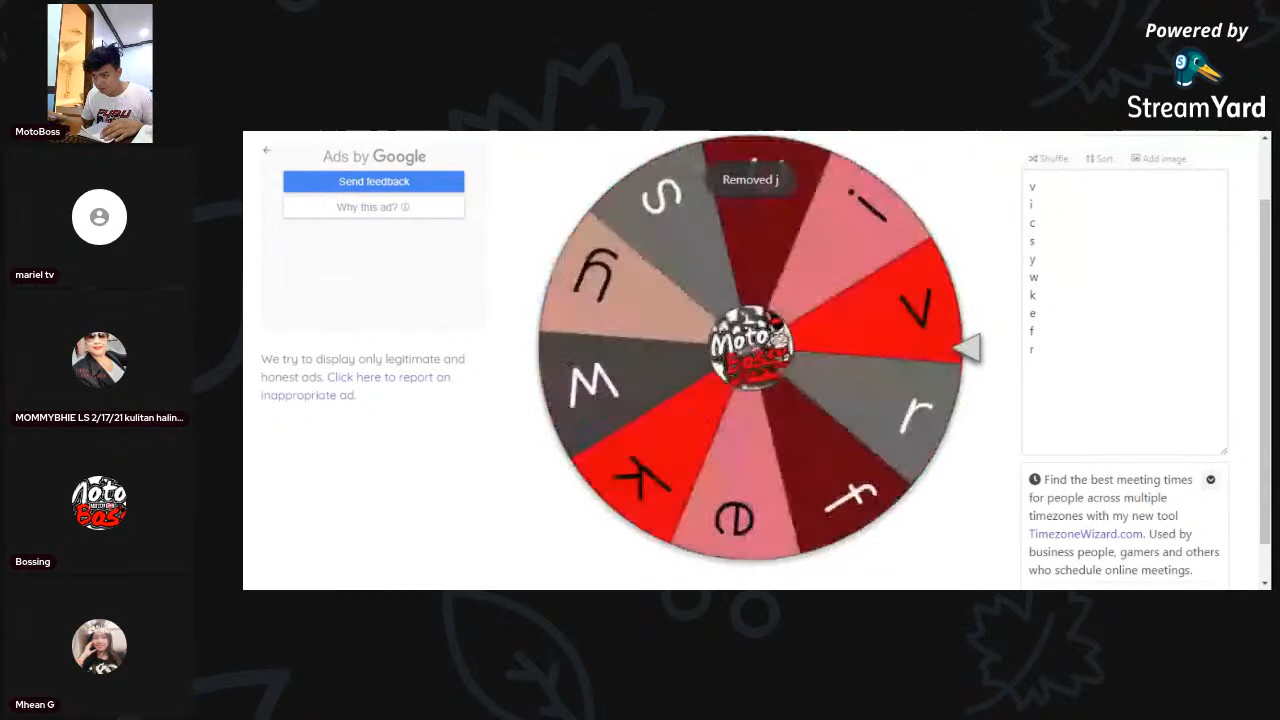 MotoBoss
mariel tv
MOMMYBHIE LS 2/17/21 kulitan halin...
Bossing
Mhean G
Powered by
StreamYard
Ads by Google
Send feedback
Why this ad?
We try to display only legitimate and
honest ads. Click here to report an
inappropriate ad.
Removed j
i
v
r
f
e
k
w
y
s
Moto
Boss
Shuffle
Sort
Add image
v
i
c
s
y
w
k
e
f
r
Find the best meeting times
for people across multiple
timezones with my new tool
TimezoneWizard.com. Used by
business people, gamers and others
who schedule online meetings.